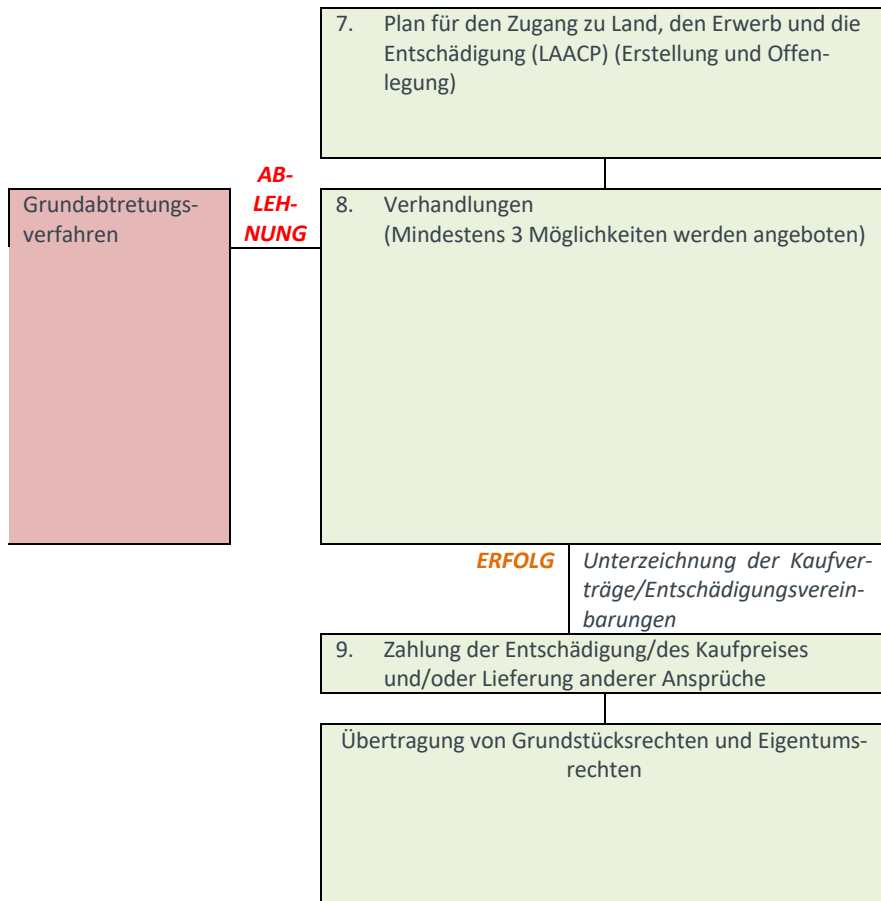 7. Plan für den Zugang zu Land, den Erwerb und die
Entschädigung (LAACP) (Erstellung und Offen-
legung)
AB-
LEH-
NUNG
Grundabtretungs-
verfahren
8. Verhandlungen
(Mindestens 3 Möglichkeiten werden angeboten)
ERFOLG
Unterzeichnung der Kaufver-
träge/Entschädigungsverein-
barungen
9. Zahlung der Entschädigung/des Kaufpreises
und/oder Lieferung anderer Ansprüche
Übertragung von Grundstücksrechten und Eigentums-
rechten